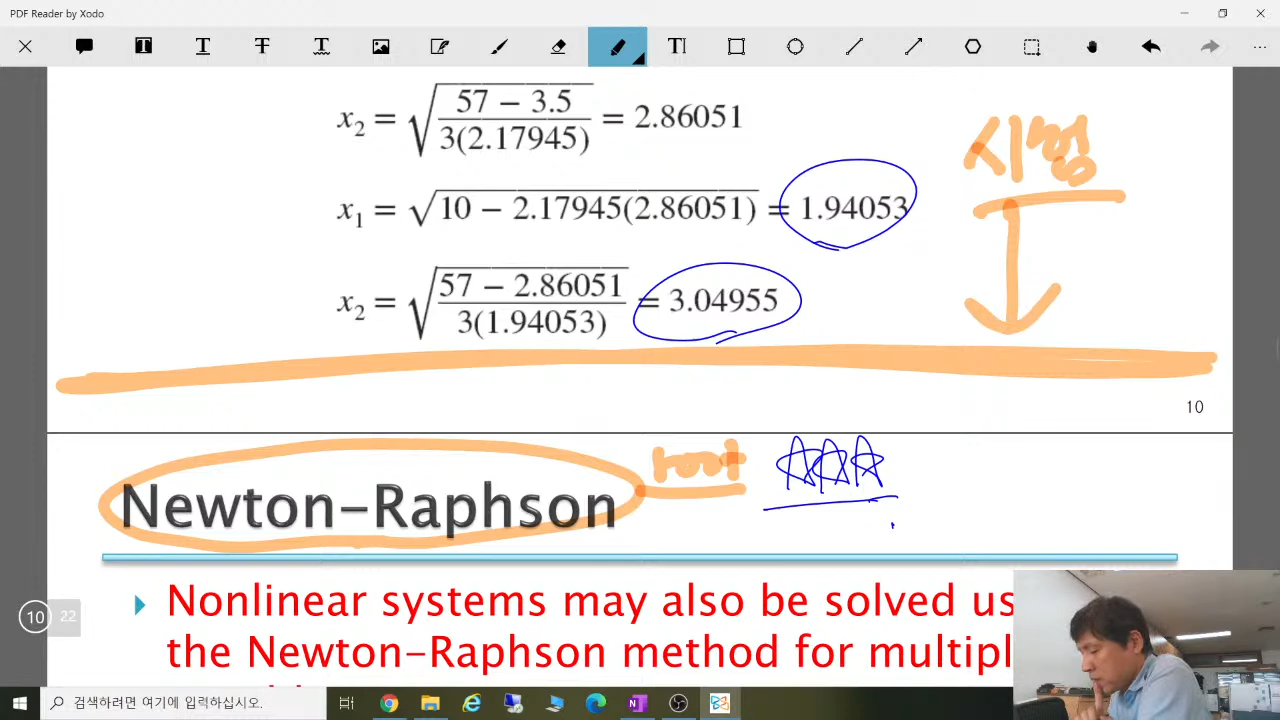 PDF Reader by Xodo
x₂ = √((57 − 3.5)/(3(2.17945))) = 2.86051
시험
x₁ = √(10 − 2.17945(2.86051)) = 1.94053
x₂ = √((57 − 2.86051)/(3(1.94053))) = 3.04955
10
root
Newton-Raphson
Nonlinear systems may also be solved us
10 22
the Newton-Raphson method for multipl
검색하려면 여기에 입력하십시오.